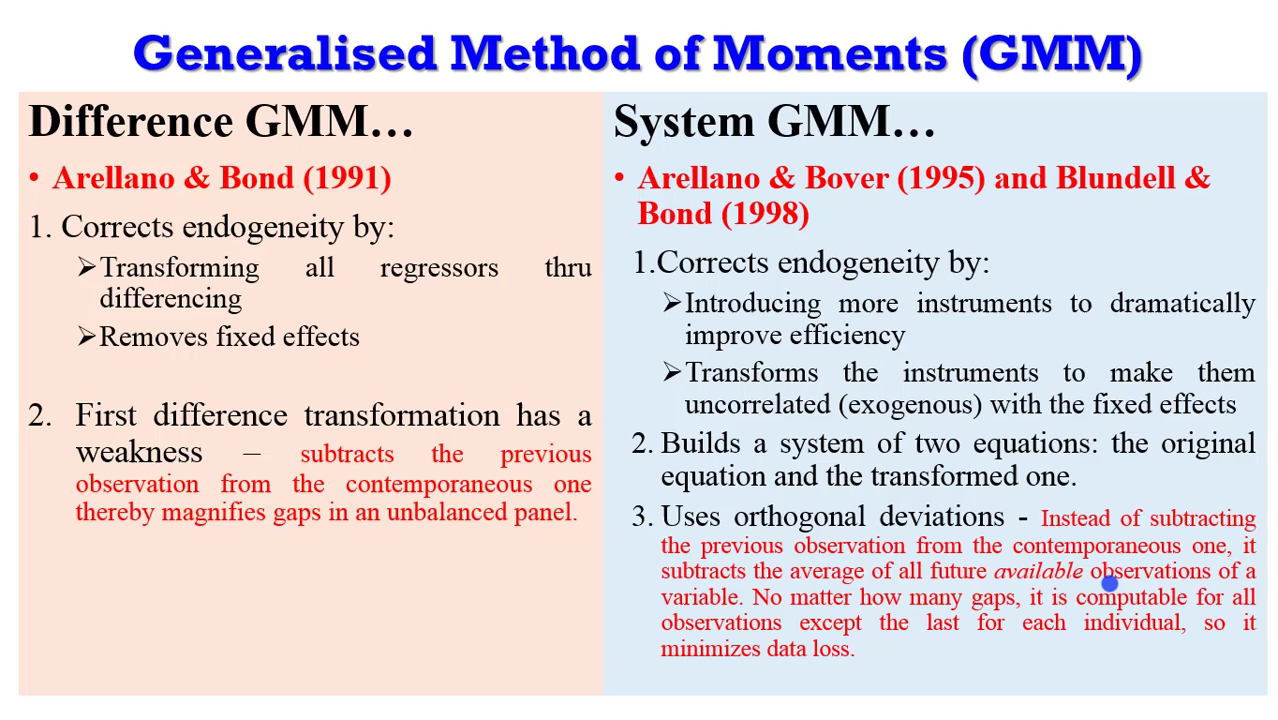 Generalised Method of Moments (GMM)
Difference GMM…
• Arellano & Bond (1991)
1. Corrects endogeneity by:
➢Transforming all regressors thru
differencing
➢Removes fixed effects
2. First difference transformation has a
weakness – subtracts the previous
observation from the contemporaneous one
thereby magnifies gaps in an unbalanced panel.
System GMM…
• Arellano & Bover (1995) and Blundell &
Bond (1998)
1.Corrects endogeneity by:
➢Introducing more instruments to dramatically
improve efficiency
➢Transforms the instruments to make them
uncorrelated (exogenous) with the fixed effects
2. Builds a system of two equations: the original
equation and the transformed one.
3. Uses orthogonal deviations - Instead of subtracting
the previous observation from the contemporaneous one, it
subtracts the average of all future available observations of a
variable. No matter how many gaps, it is computable for all
observations except the last for each individual, so it
minimizes data loss.